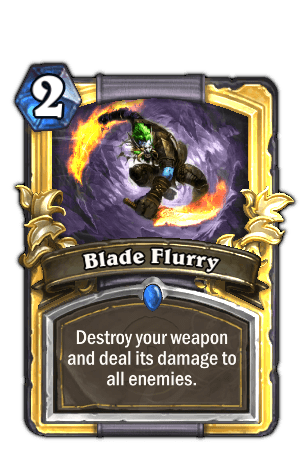 2
Blade Flurry
Destroy your weapon
and deal its damage to
all enemies.